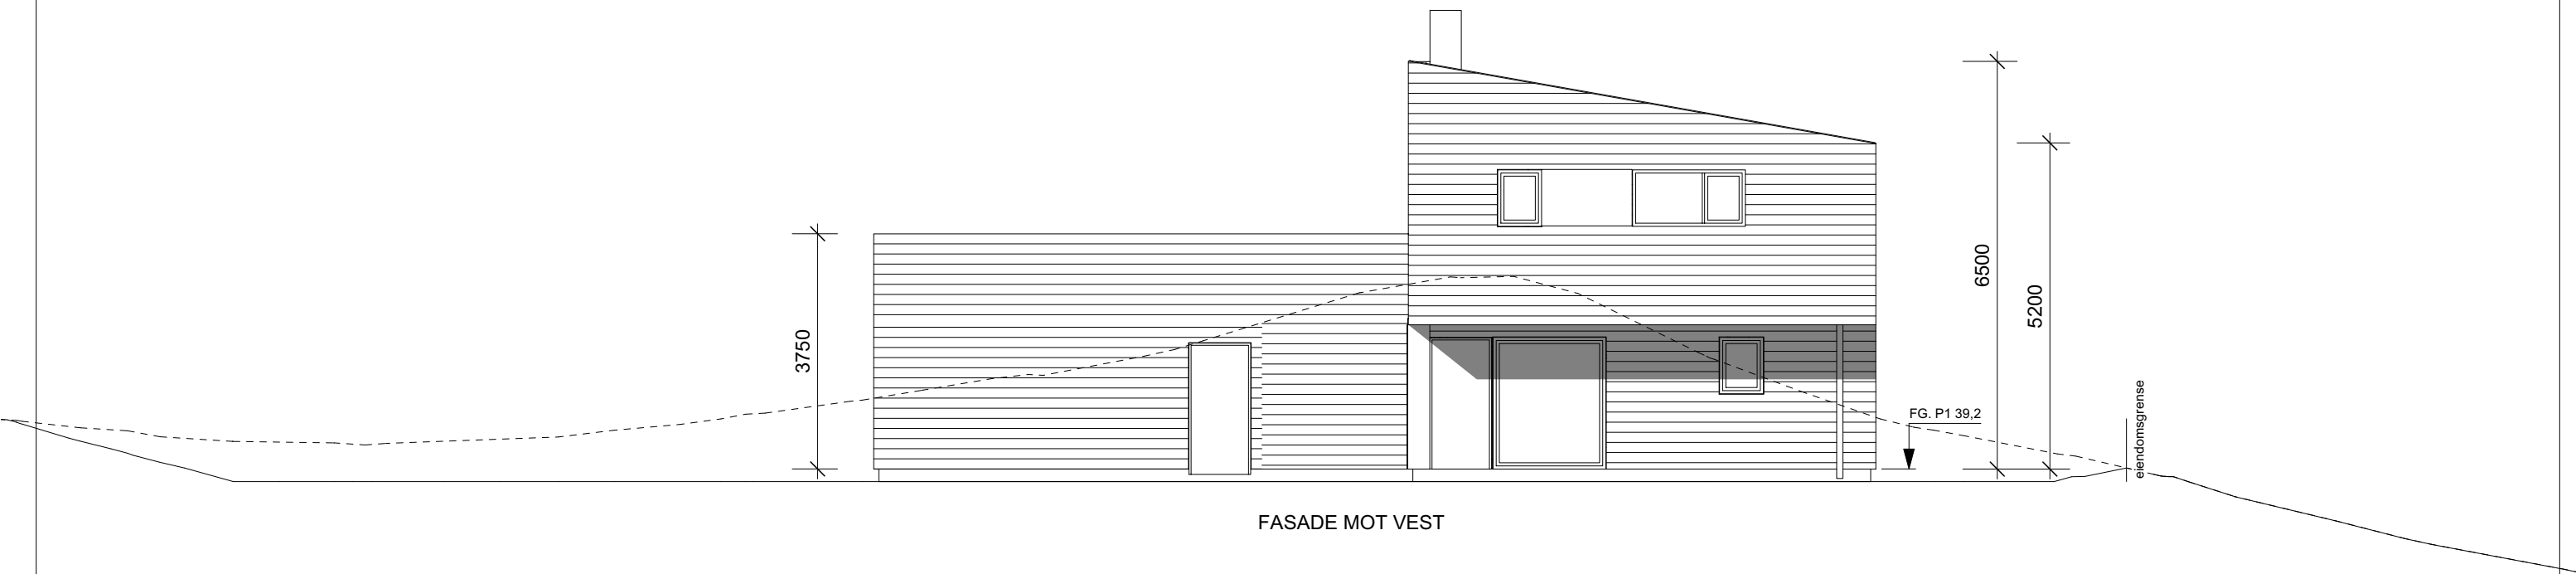 3750
6500
5200
FG. P1 39,2
eiendomsgrense
FASADE MOT VEST